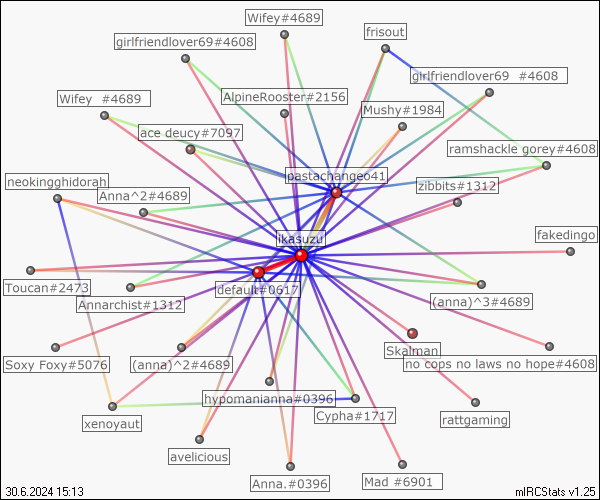 Wifey#4689
frisout
girlfriendlover69#4608
girlfriendlover69 #4608
AlpineRooster#2156
Wifey #4689
Mushy#1984
ace deucy#7097
ramshackle gorey#4608
pastachangeo41
neokingghidorah
zibbits#1312
Anna^2#4689
ikasuzu
fakedingo
Toucan#2473
default#0617
Annarchist#1312
(anna)^3#4689
Skalman
Soxy Foxy#5076
(anna)^2#4689
no cops no laws no hope#4608
hypomanianna#0396
Cypha#1717
xenoyaut
rattgaming
avelicious
Anna.#0396
Mad #6901
30.6.2024 15:13
mIRCStats v1.25